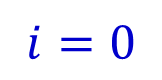 i = 0